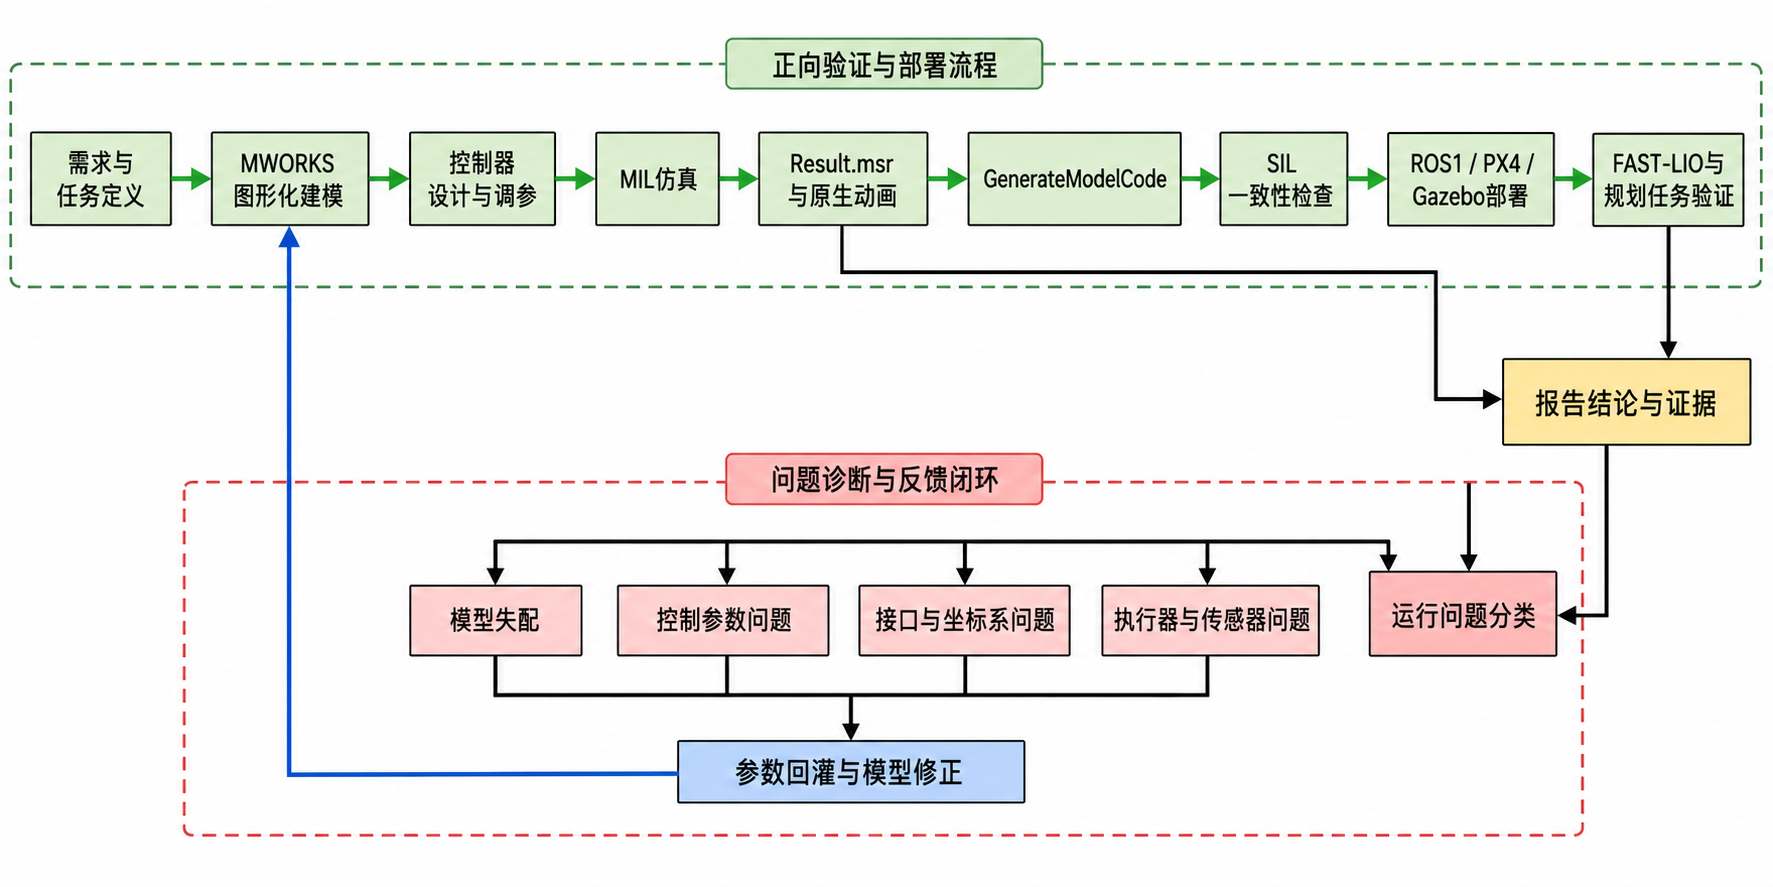 正向验证与部署流程
需求与
任务定义
MWORKS
图形化建模
控制器
设计与调参
MIL仿真
Result.msr
与原生动画
GenerateModelCode
SIL
一致性检查
ROS1 / PX4 /
Gazebo部署
FAST-LIO与
规划任务验证
报告结论与证据
问题诊断与反馈闭环
模型失配
控制参数问题
接口与坐标系问题
执行器与传感器问题
运行问题分类
参数回灌与模型修正